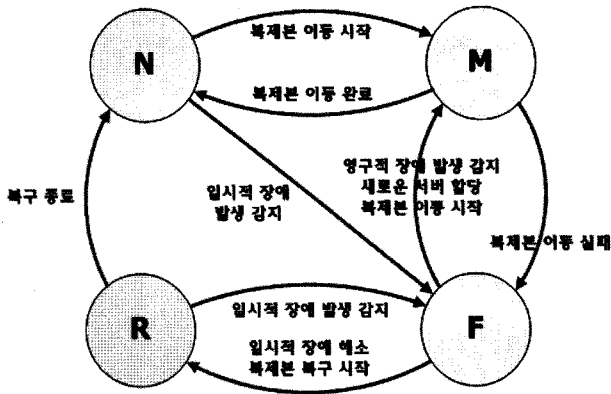 복제본 이동 시작
N
M
복제본 이동 완료
복구 종료
일시적 장애
발생 감지
영구적 장애 발생 감지
새로운 서버 할당
복제본 이동 시작
복제본 이동 실패
R
일시적 장애 발생 감지
F
일시적 장애 해소
복제본 복구 시작